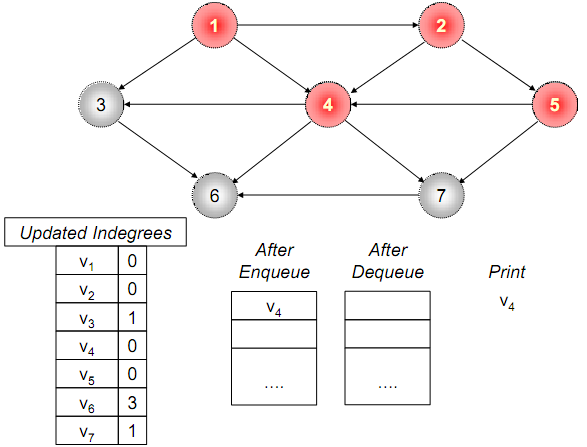 1 2
3 4 5
6 7
Updated Indegrees
v1 0
v2 0
v3 1
v4 0
v5 0
v6 3
v7 1
After Enqueue
v4
....
After Dequeue
....
Print
v4